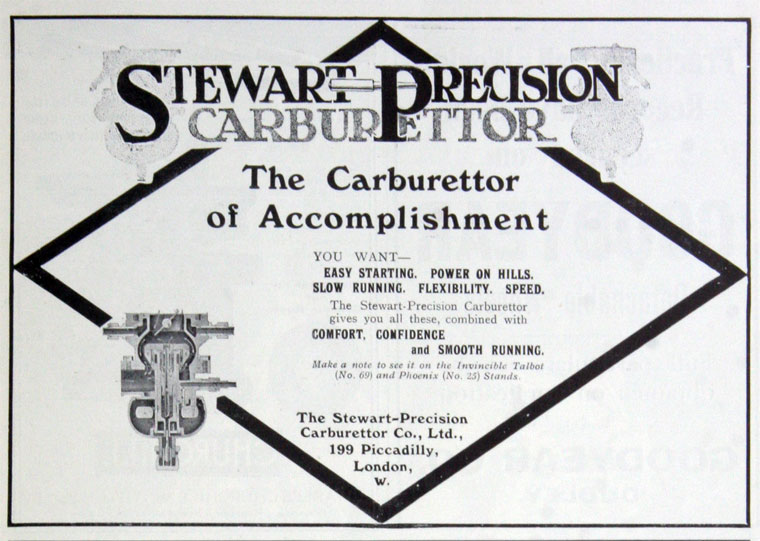 STEWART PRECISION
CARBURETTOR
The Carburettor
of Accomplishment
YOU WANT—
EASY STARTING. POWER ON HILLS.
SLOW RUNNING. FLEXIBILITY. SPEED.
The Stewart-Precision Carburettor
gives you all these, combined with
COMFORT, CONFIDENCE
and SMOOTH RUNNING.
Make a note to see it on the Invincible Talbot
(No. 69) and Phoenix (No. 25) Stands.
The Stewart-Precision
Carburettor Co., Ltd.,
199 Piccadilly,
London,
W.